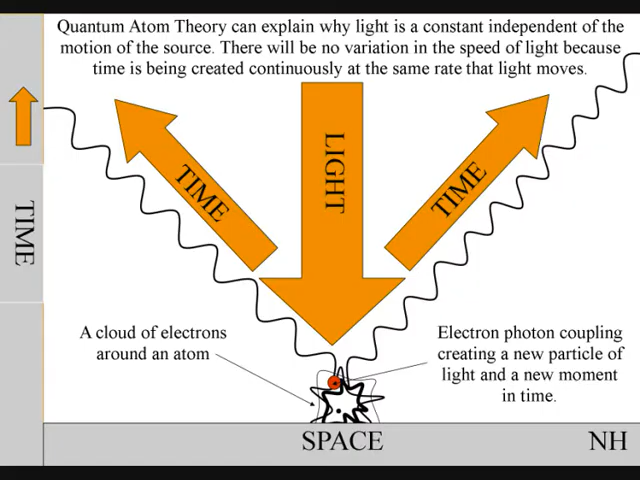 Quantum Atom Theory can explain why light is a constant independent of the
motion of the source. There will be no variation in the speed of light because
time is being created continuously at the same rate that light moves.
LIGHT
TIME
TIME
TIME
A cloud of electrons
around an atom
Electron photon coupling
creating a new particle of
light and a new moment
in time.
SPACE
NH